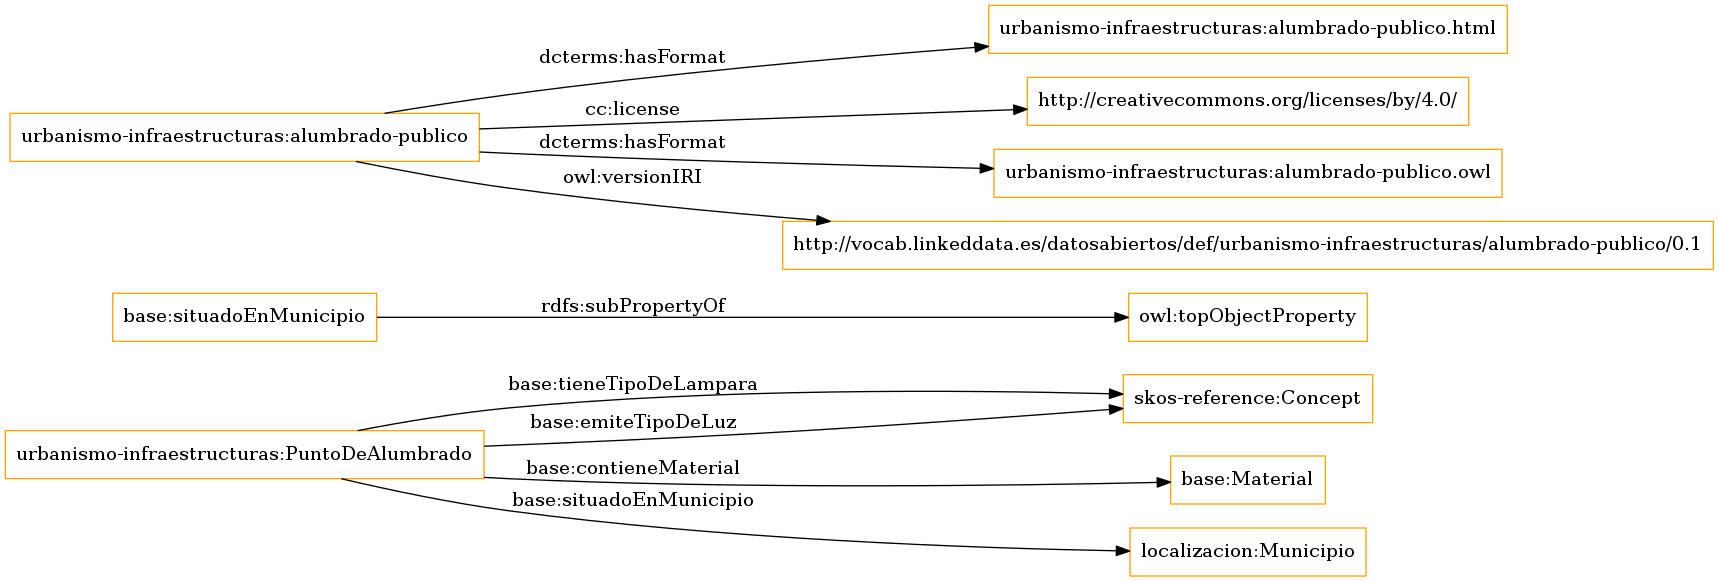 urbanismo-infraestructuras:alumbrado-publico.html
dcterms:hasFormat
cc:license
http://creativecommons.org/licenses/by/4.0/
urbanismo-infraestructuras:alumbrado-publico
dcterms:hasFormat
urbanismo-infraestructuras:alumbrado-publico.owl
owl:versionIRI
http://vocab.linkeddata.es/datosabiertos/def/urbanismo-infraestructuras/alumbrado-publico/0.1
base:situadoEnMunicipio
rdfs:subPropertyOf
owl:topObjectProperty
base:tieneTipoDeLampara
skos-reference:Concept
base:emiteTipoDeLuz
urbanismo-infraestructuras:PuntoDeAlumbrado
base:contieneMaterial
base:Material
base:situadoEnMunicipio
localizacion:Municipio